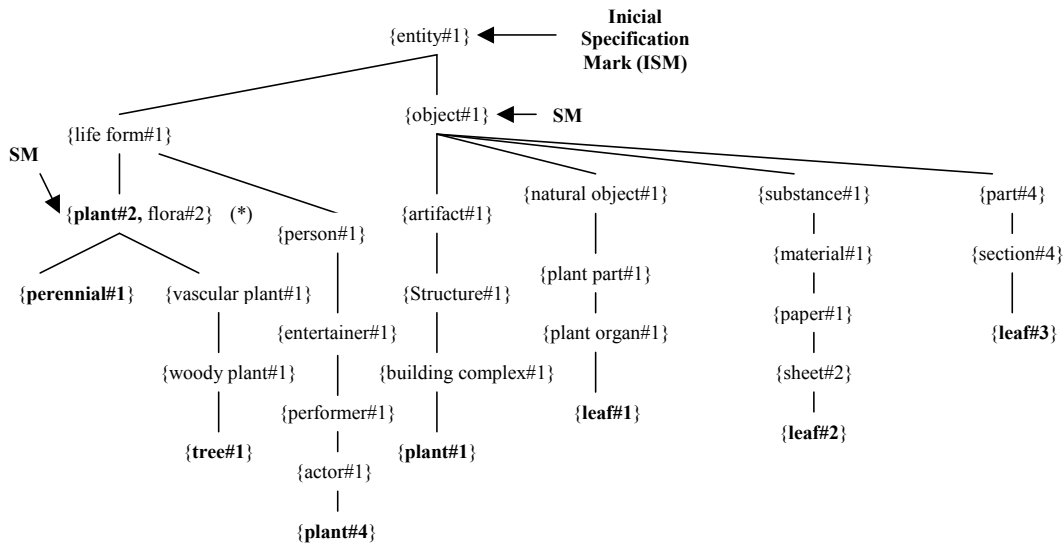 {entity#1}
Inicial
Specification
Mark (ISM)
{object#1}
SM
{life form#1}
SM
{natural object#1}
{substance#1}
{part#4}
{plant#2, flora#2} (*)
{artifact#1}
{person#1}
{material#1}
{section#4}
{plant part#1}
{perennial#1}
{vascular plant#1}
{Structure#1}
{paper#1}
{entertainer#1}
{plant organ#1}
{leaf#3}
{woody plant#1}
{building complex#1}
{sheet#2}
{performer#1}
{leaf#1}
{leaf#2}
{tree#1}
{plant#1}
{actor#1}
{plant#4}